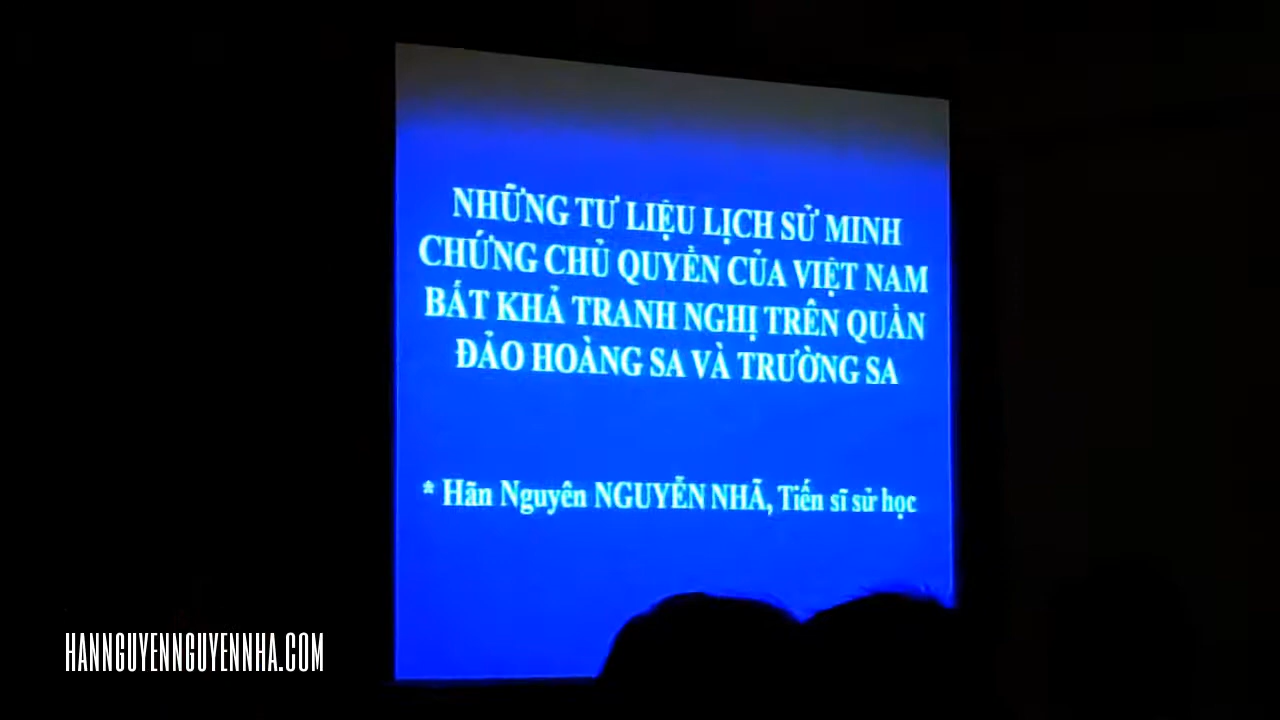 NHỮNG TƯ LIỆU LỊCH SỬ MINH
CHỨNG CHỦ QUYỀN CỦA VIỆT NAM
BẤT KHẢ TRANH NGHỊ TRÊN QUẦN
ĐẢO HOÀNG SA VÀ TRƯỜNG SA
* Hãn Nguyên NGUYỄN NHÃ, Tiến sĩ sử học
HANNGUYENNGUYENNHA.COM